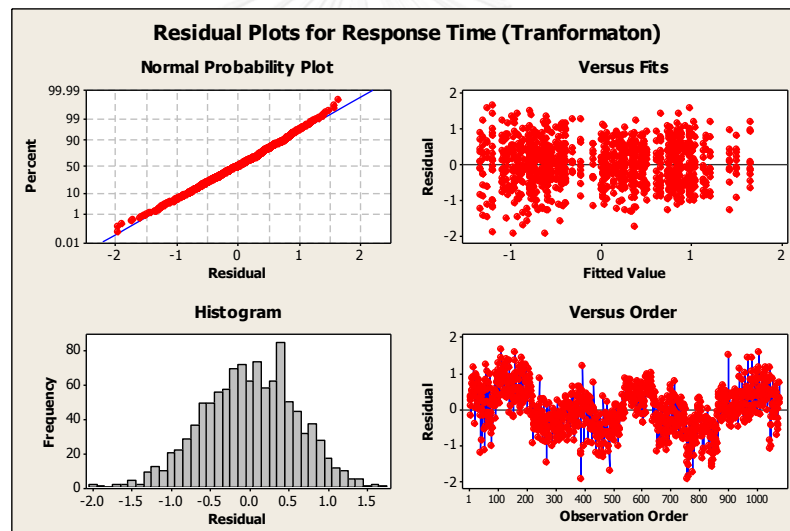 Residual Plots for Response Time (Tranformaton)
Normal Probability Plot
99.99
99
90
50
10
1
0.01
Percent
-2 -1 0 1 2
Residual
Versus Fits
2
1
0
-1
-2
Residual
-1 0 1 2
Fitted Value
Histogram
80
60
40
20
0
Frequency
-2.0 -1.5 -1.0 -0.5 0.0 0.5 1.0 1.5
Residual
Versus Order
2
1
0
-1
-2
Residual
1 100 200 300 400 500 600 700 800 900 1000
Observation Order